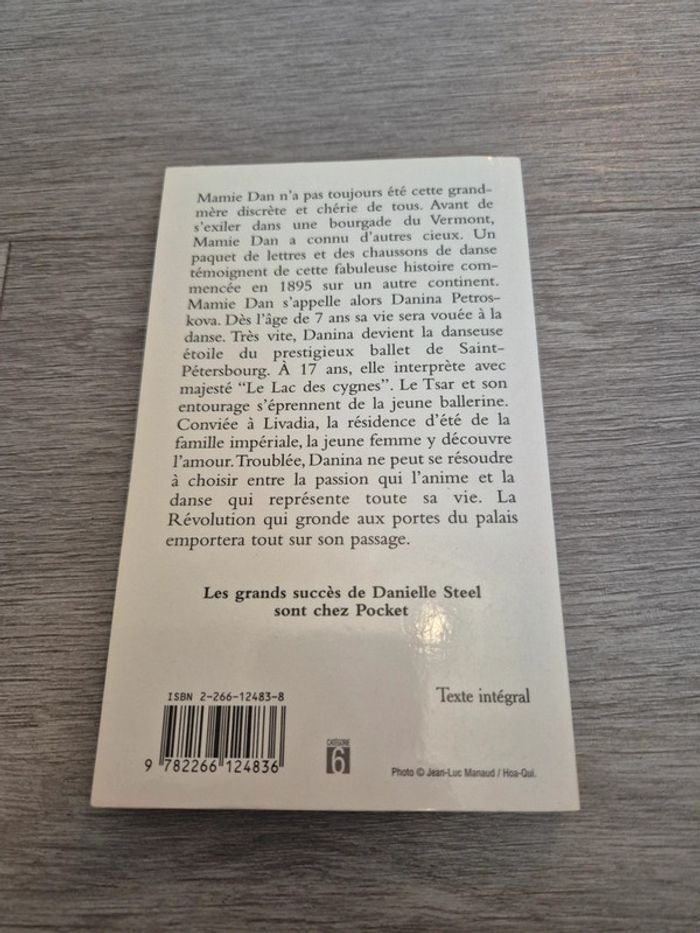 Mamie Dan n'a pas toujours été cette grand-
mère discrète et chérie de tous. Avant de
s'exiler dans une bourgade du Vermont,
Mamie Dan a connu d'autres cieux. Un
paquet de lettres et des chaussons de danse
témoignent de cette fabuleuse histoire com-
mencée en 1895 sur un autre continent.
Mamie Dan s'appelle alors Danina Petros-
kova. Dès l'âge de 7 ans sa vie sera vouée à la
danse. Très vite, Danina devient la danseuse
étoile du prestigieux ballet de Saint-
Pétersbourg. À 17 ans, elle interprète avec
majesté “Le Lac des cygnes”. Le Tsar et son
entourage s'éprennent de la jeune ballerine.
Conviée à Livadia, la résidence d'été de la
famille impériale, la jeune femme y découvre
l'amour. Troublée, Danina ne peut se résoudre
à choisir entre la passion qui l'anime et la
danse qui représente toute sa vie. La
Révolution qui gronde aux portes du palais
emportera tout sur son passage.
Les grands succès de Danielle Steel
sont chez Pocket
ISBN 2-266-12483-8
Texte intégral
9 782266 124836
CATÉGORIE
6
Photo © Jean-Luc Manaud / Hoa-Qui.